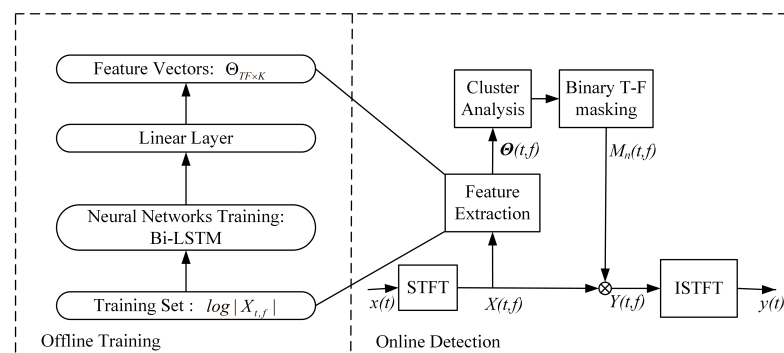 Feature Vectors: Θ_{TF×K}
Linear Layer
Neural Networks Training:
Bi-LSTM
Training Set : log | X_{t,f} |
Offline Training
Cluster
Analysis
Binary T-F
masking
Θ(t,f)
M_n(t,f)
Feature
Extraction
x(t)
STFT
X(t,f)
⊗
Y(t,f)
ISTFT
y(t)
Online Detection